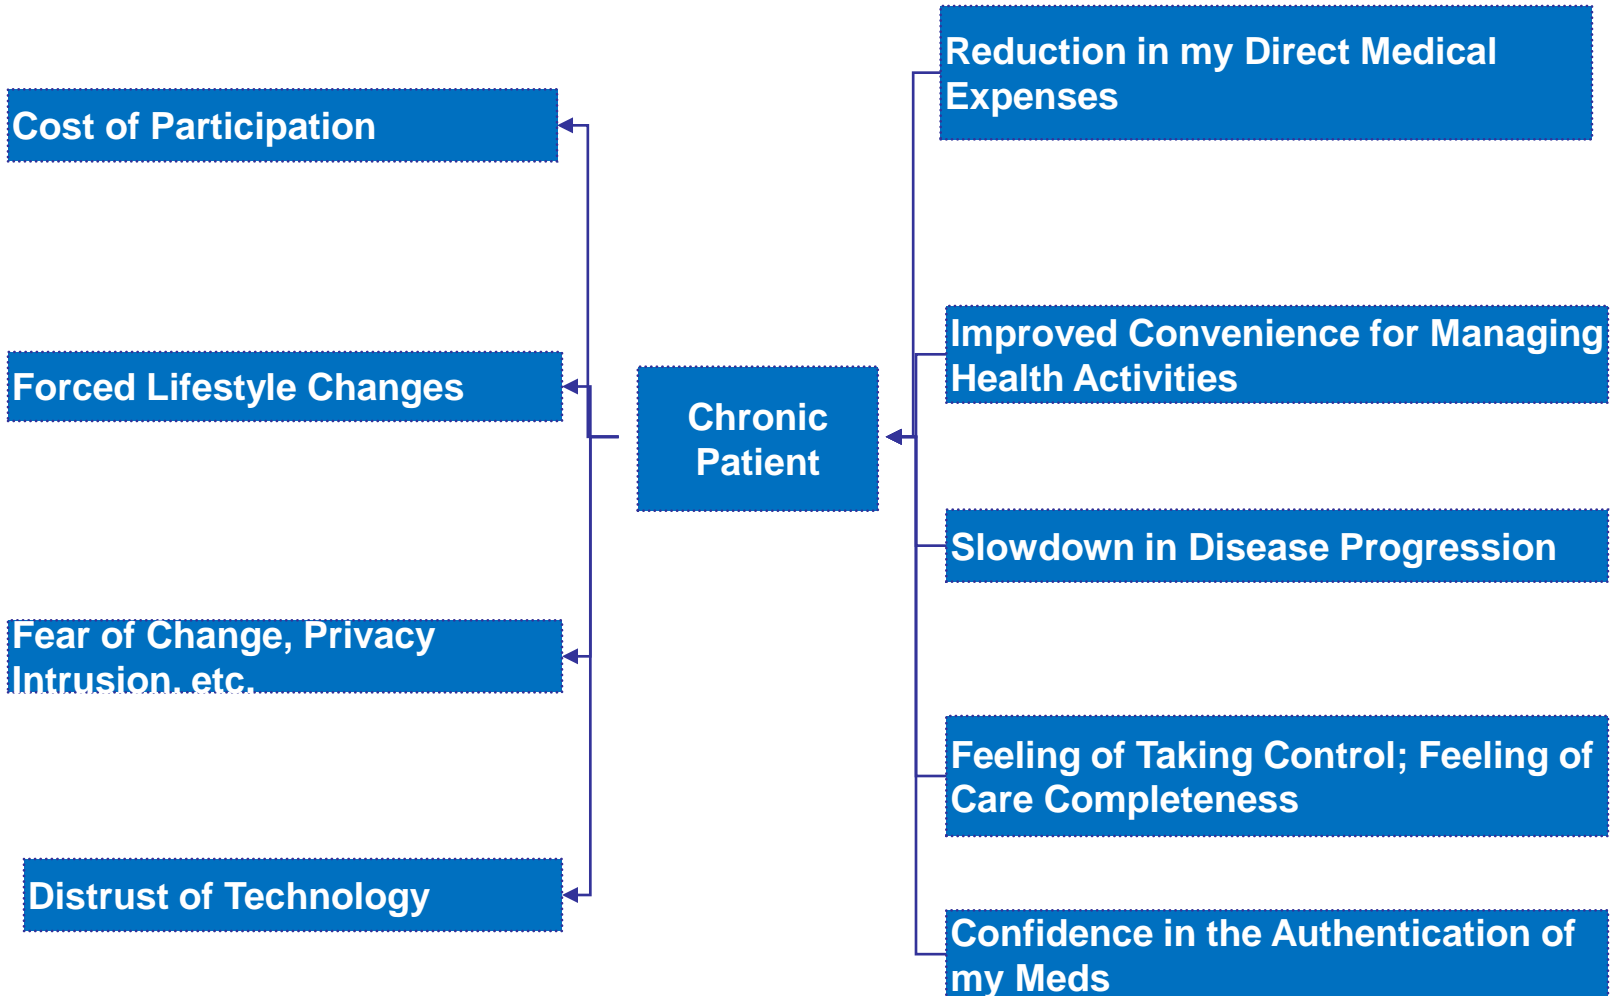 Cost of Participation
Forced Lifestyle Changes
Fear of Change, Privacy
Intrusion, etc.
Distrust of Technology
Chronic
Patient
Reduction in my Direct Medical
Expenses
Improved Convenience for Managing
Health Activities
Slowdown in Disease Progression
Feeling of Taking Control; Feeling of
Care Completeness
Confidence in the Authentication of
my Meds